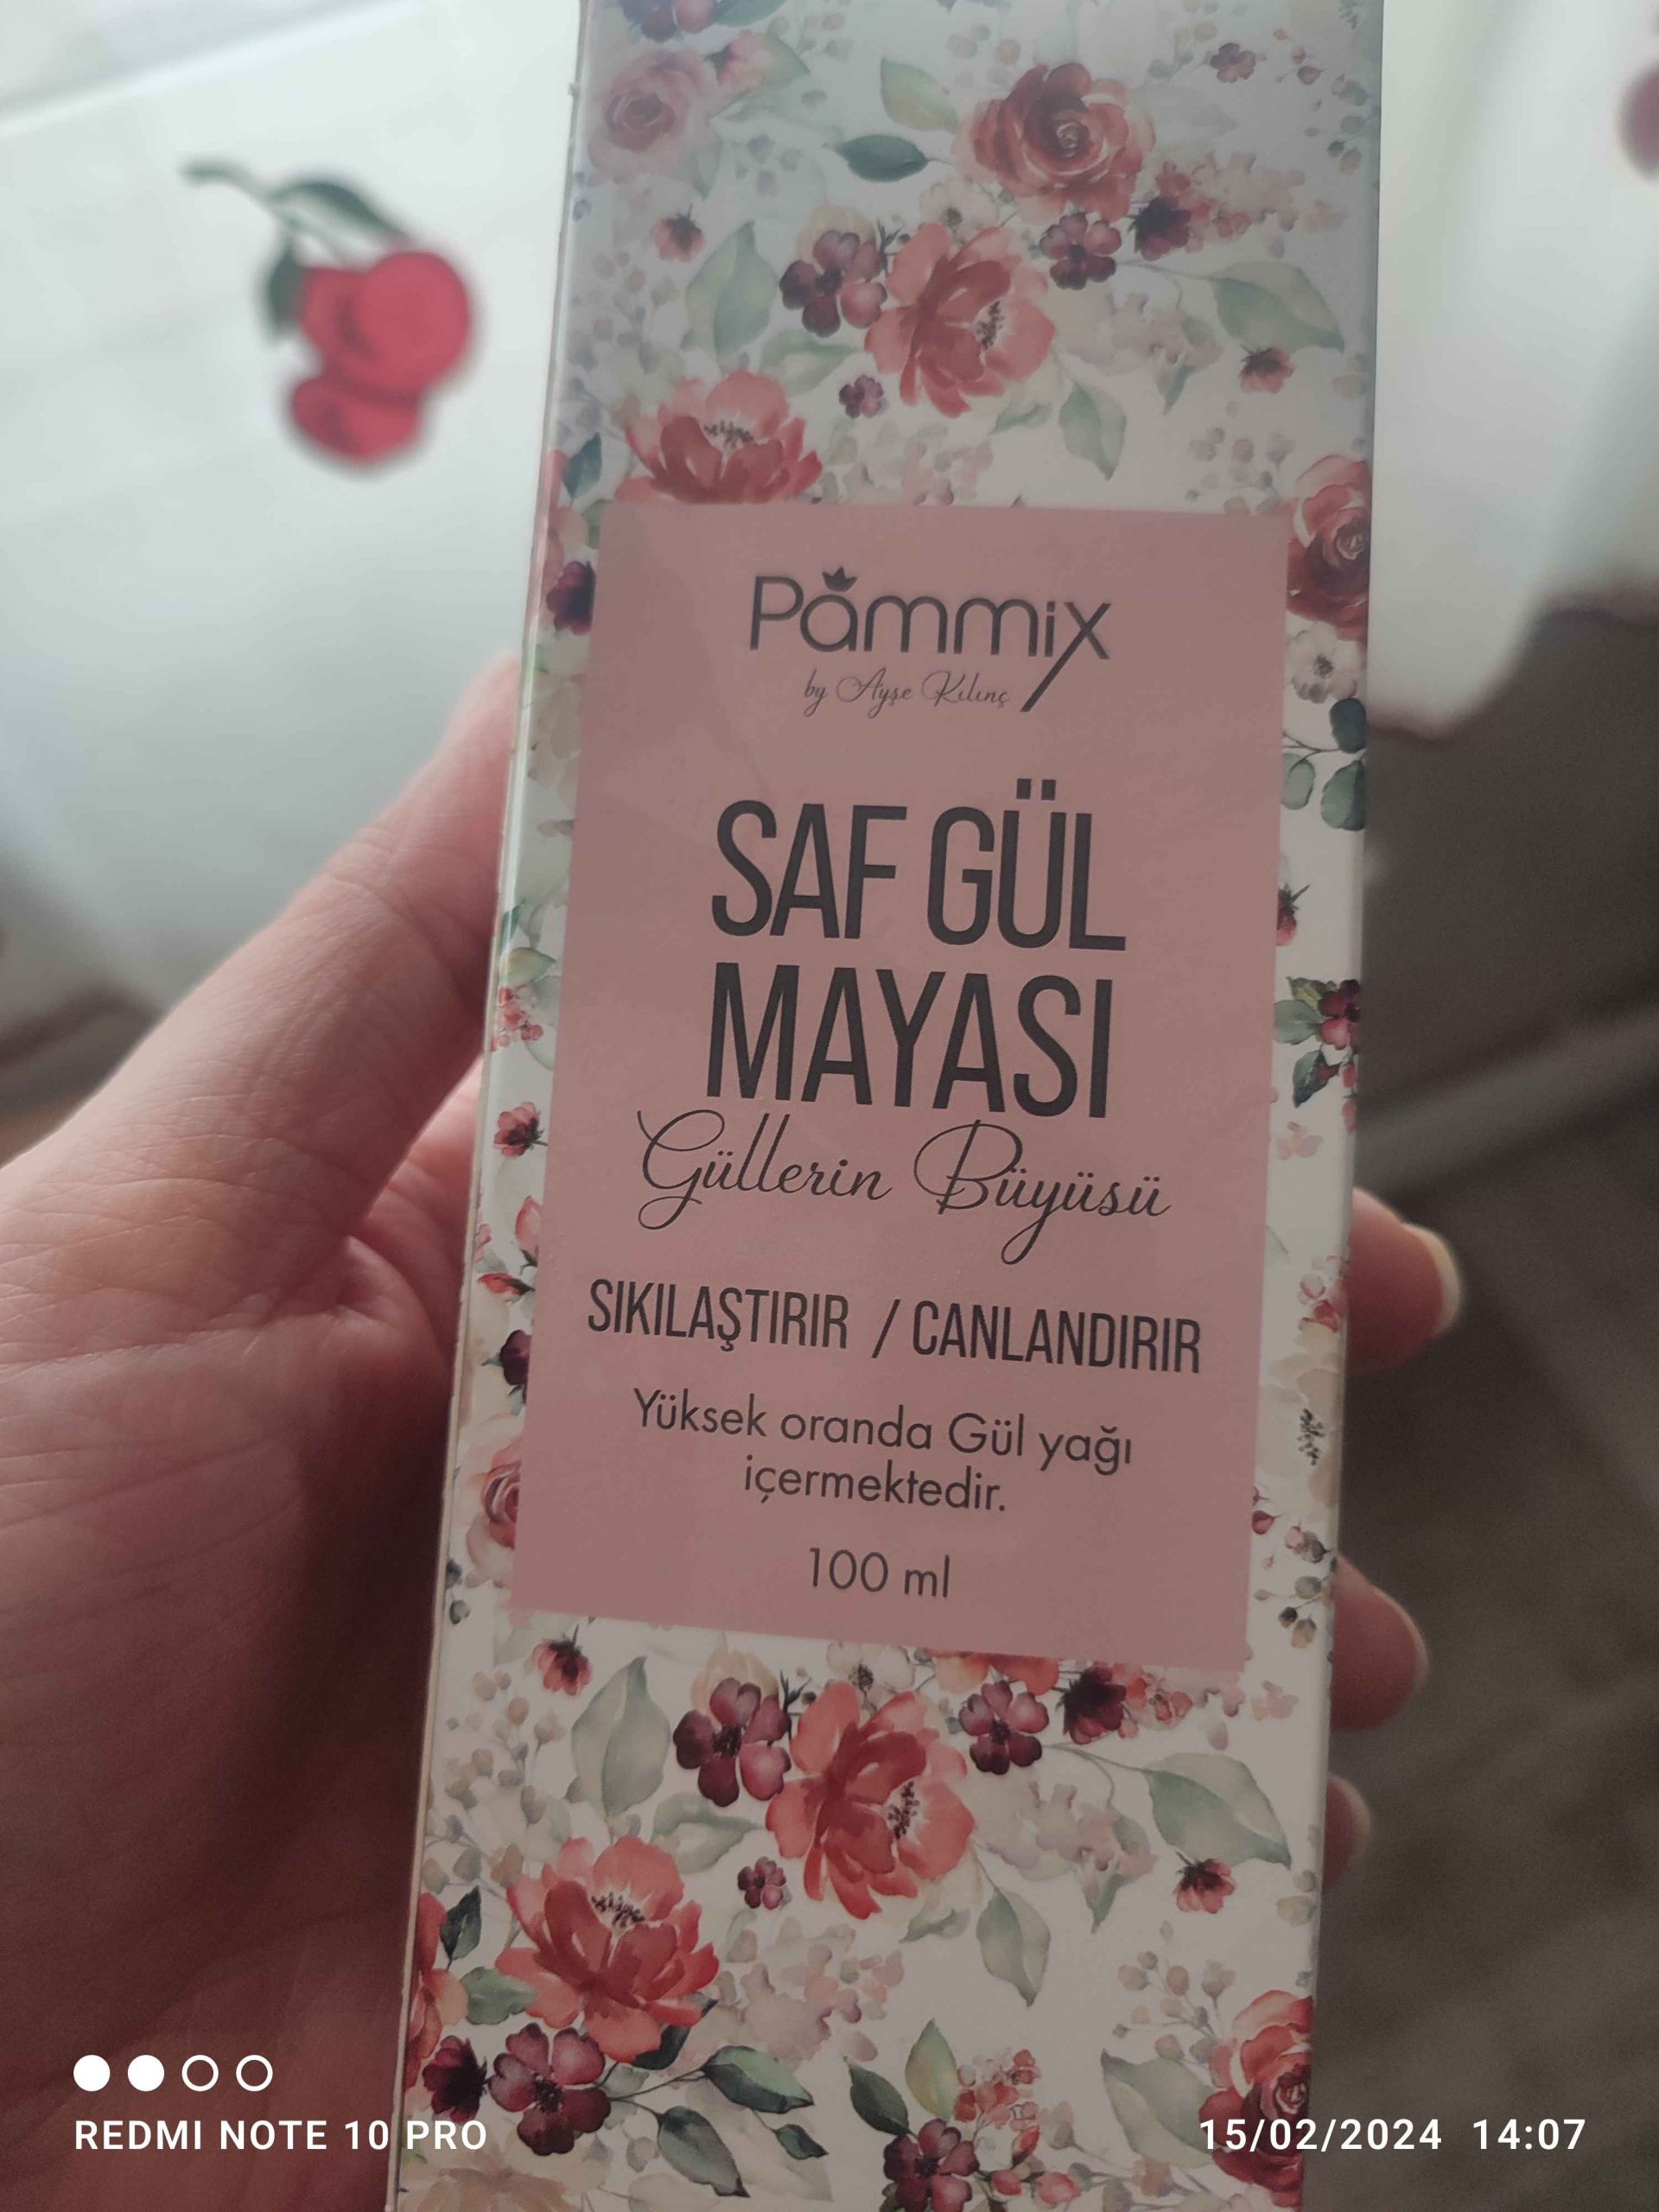 Pammix
by Ayşe Kılınç
SAF GÜL
MAYASI
Güllerin Büyüsü
SIKILAŞTIRIR / CANLANDIRIR
Yüksek oranda Gül yağı
içermektedir.
100 ml
REDMI NOTE 10 PRO
15/02/2024 14:07